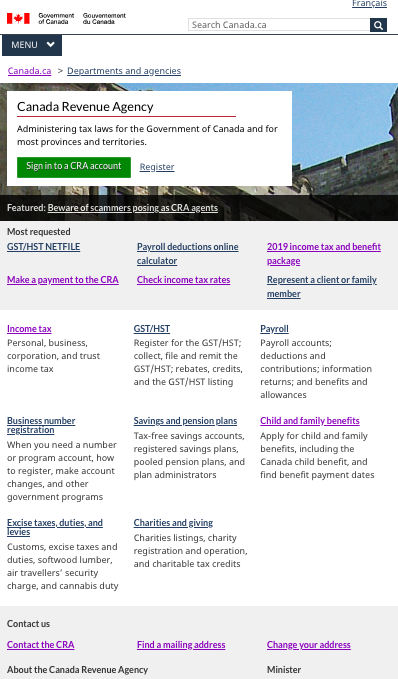 Français
Government of Canada
Gouvernement du Canada
Search Canada.ca
MENU
Canada.ca > Departments and agencies
Canada Revenue Agency
Administering tax laws for the Government of Canada and for
most provinces and territories.
Sign in to a CRA account
Register
Featured: Beware of scammers posing as CRA agents
Most requested
GST/HST NETFILE
Payroll deductions online
calculator
2019 income tax and benefit
package
Make a payment to the CRA
Check income tax rates
Represent a client or family
member
Income tax
Personal, business,
corporation, and trust
income tax
GST/HST
Register for the GST/HST;
collect, file and remit the
GST/HST; rebates, credits,
and the GST/HST listing
Payroll
Payroll accounts;
deductions and
contributions; information
returns; and benefits and
allowances
Business number
registration
When you need a number
or program account, how
to register, make account
changes, and other
government programs
Savings and pension plans
Tax-free savings accounts,
registered savings plans,
pooled pension plans, and
plan administrators
Child and family benefits
Apply for child and family
benefits, including the
Canada child benefit, and
find benefit payment dates
Excise taxes, duties, and
levies
Customs, excise taxes and
duties, softwood lumber,
air travellers' security
charge, and cannabis duty
Charities and giving
Charities listings, charity
registration and operation,
and charitable tax credits
Contact us
Contact the CRA
Find a mailing address
Change your address
About the Canada Revenue Agency
Minister